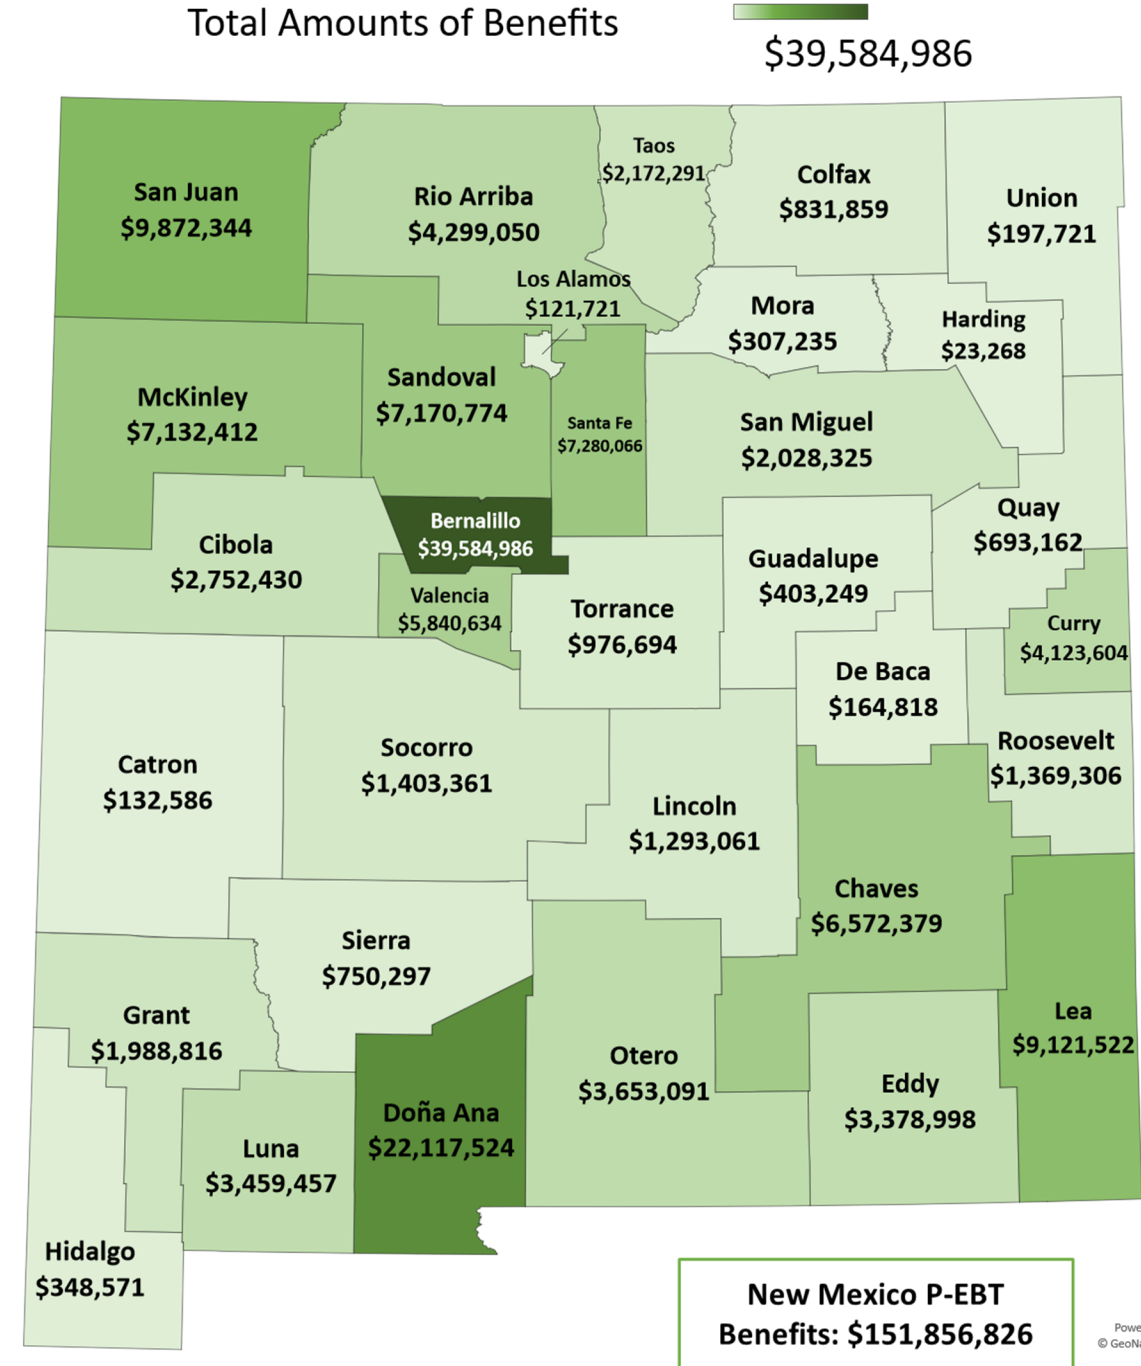 Total Amounts of Benefits
$39,584,986
San Juan
$9,872,344
Rio Arriba
$4,299,050
Taos
$2,172,291
Colfax
$831,859
Union
$197,721
Los Alamos
$121,721
Mora
$307,235
Harding
$23,268
McKinley
$7,132,412
Sandoval
$7,170,774
Santa Fe
$7,280,066
San Miguel
$2,028,325
Quay
$693,162
Cibola
$2,752,430
Bernalillo
$39,584,986
Guadalupe
$403,249
Valencia
$5,840,634
Torrance
$976,694
Curry
$4,123,604
De Baca
$164,818
Roosevelt
$1,369,306
Catron
$132,586
Socorro
$1,403,361
Lincoln
$1,293,061
Chaves
$6,572,379
Sierra
$750,297
Grant
$1,988,816
Lea
$9,121,522
Otero
$3,653,091
Eddy
$3,378,998
Doña Ana
$22,117,524
Luna
$3,459,457
Hidalgo
$348,571
New Mexico P-EBT
Benefits: $151,856,826
Powe
© GeoNa